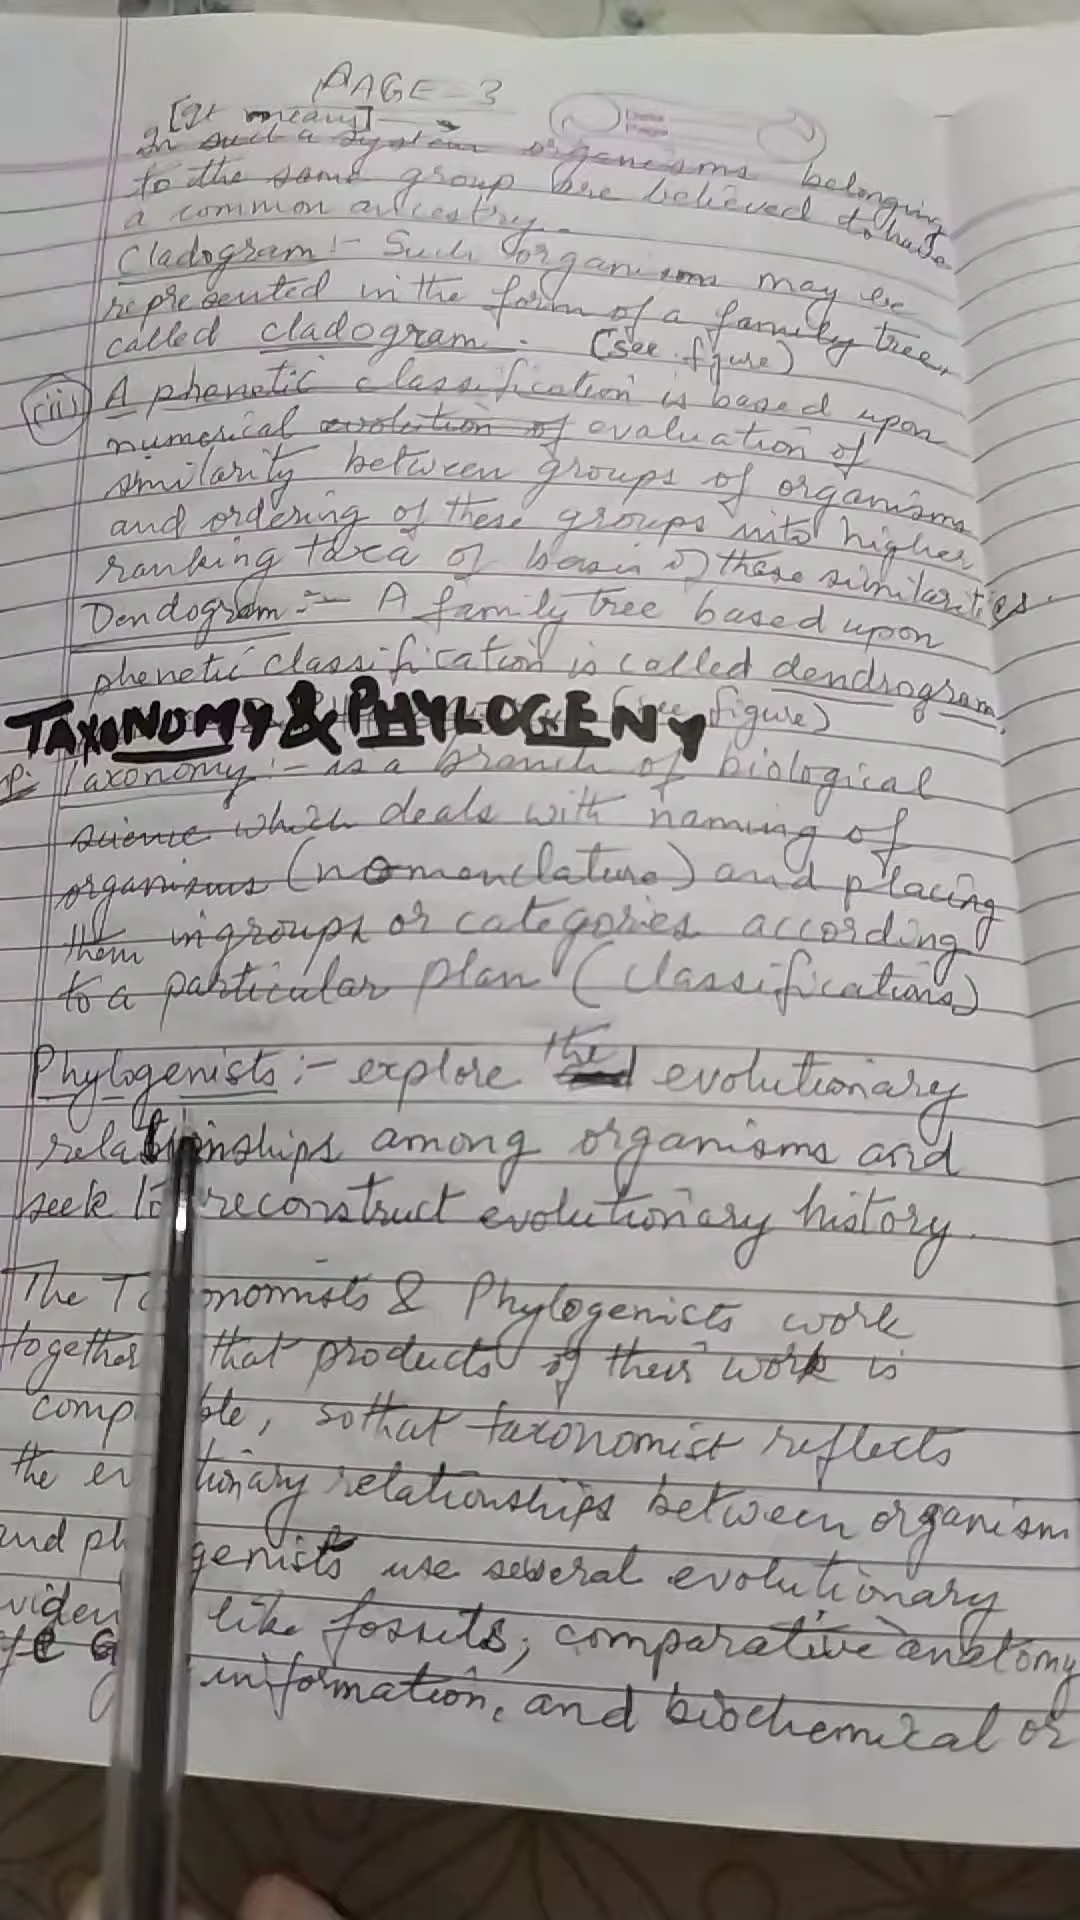 PAGE - 3
[It means]
In such a system organisms belonging
to the same group are believed to have
a common ancestry.
Cladogram :- Such organisms may be
represented in the form of a family tree,
called cladogram. (see figure)
(iii) A phenetic classification is based upon
numerical evolution of evaluation of
similarity between groups of organisms
and ordering of these groups into higher
ranking taxa of basis of these similarities.
Dendogram :- A family tree based upon
phenetic classification is called dendrogram.
figure)
TAXONOMY & PHYLOGENY
Taxonomy :- is a branch of biological
science which deals with naming of
organisms (nomenclature) and placing
them in groups or categories according
to a particular plan (classifications)
Phylogenists :- explore the evolutionary
relationships among organisms and
seek to reconstruct evolutionary history.
The Taxonomists & Phylogenists work
together that products of their work is
comp ble, so that taxonomist reflects
the ev tionary relationships between organism
and ph genists use several evolutionary
viden like fossils, comparative anatomy
information, and biochemical or